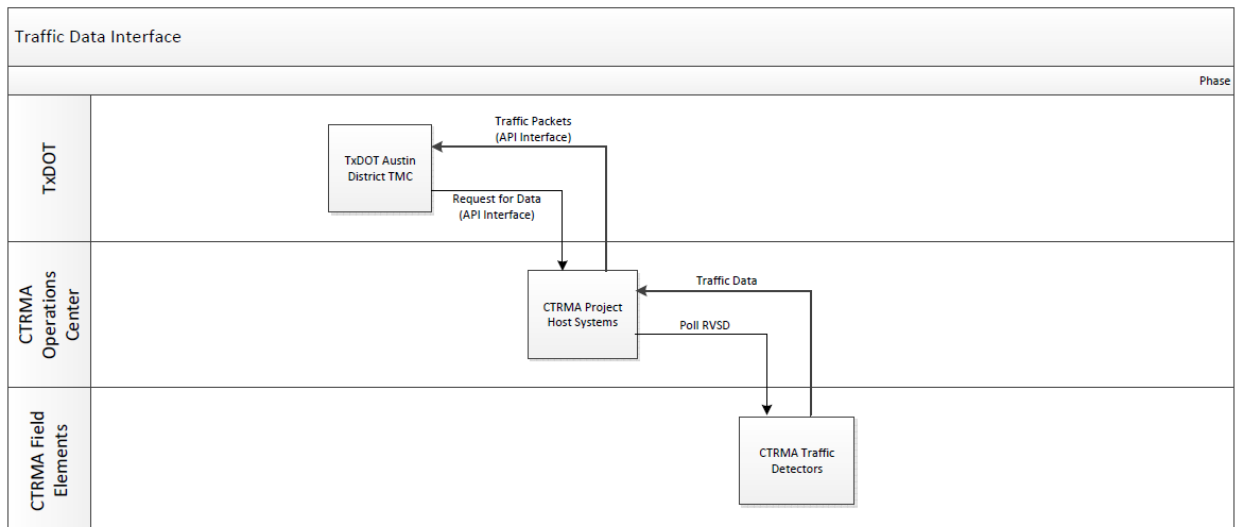 Traffic Data Interface
Phase
TxDOT
Traffic Packets
(API Interface)
TxDOT Austin
District TMC
Request for Data
(API Interface)
CTRMA
Operations
Center
CTRMA Project
Host Systems
Traffic Data
Poll RVSD
CTRMA Field
Elements
CTRMA Traffic
Detectors